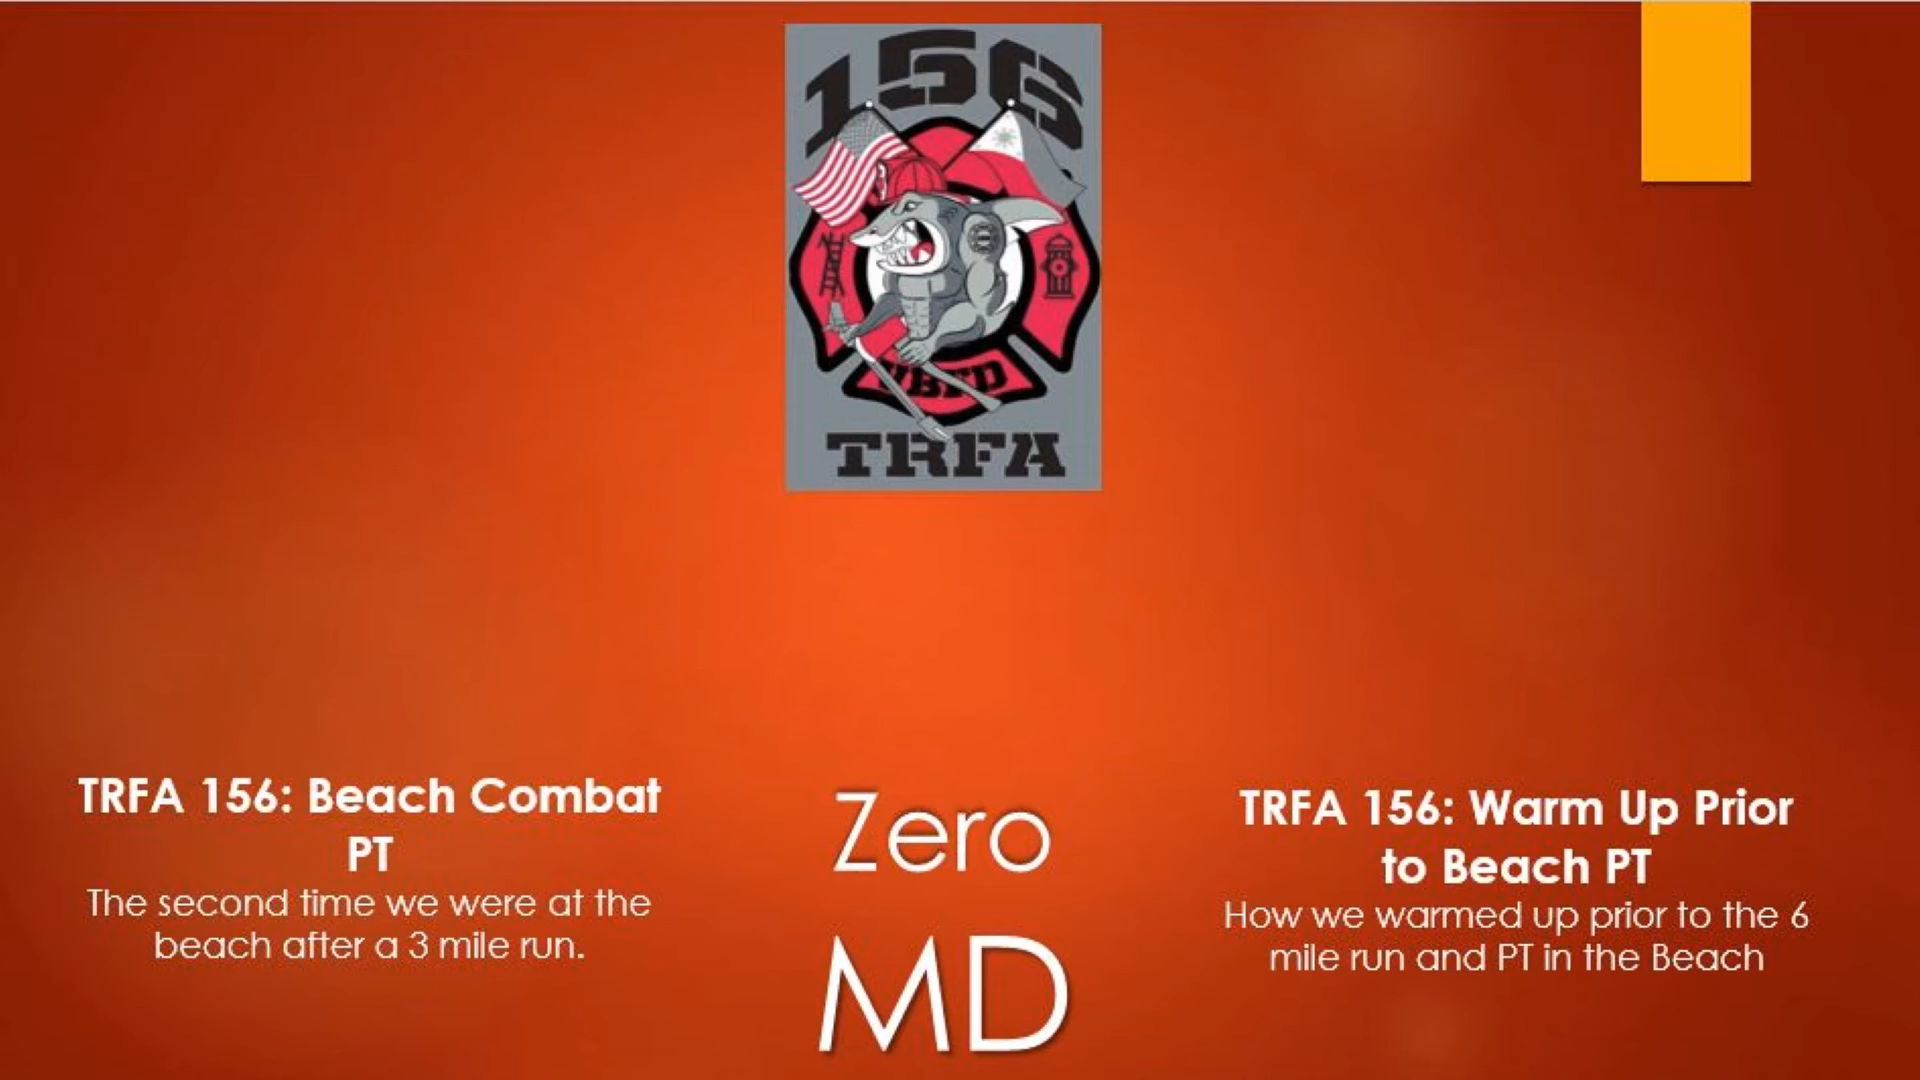 156
TRFA
TRFA 156: Beach Combat
PT
The second time we were at the
beach after a 3 mile run.
Zero
MD
TRFA 156: Warm Up Prior
to Beach PT
How we warmed up prior to the 6
mile run and PT in the Beach